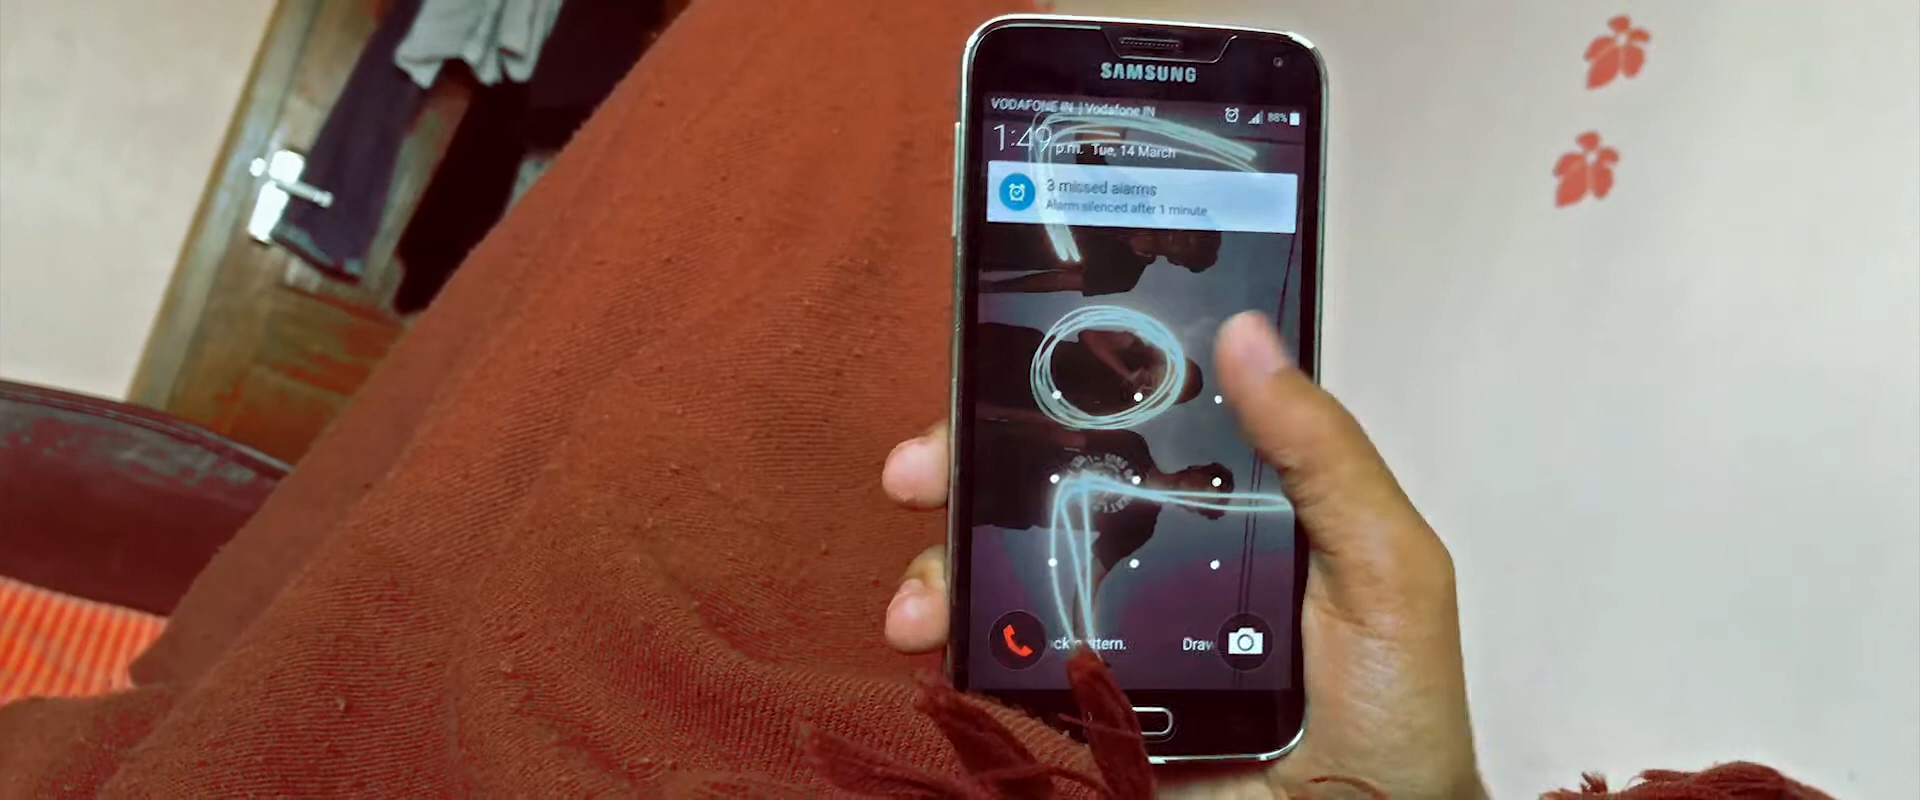 SAMSUNG
VODAFONE IN | Vodafone IN
88%
1:49 p.m. Tue, 14 March
3 missed alarms
Alarm silenced after 1 minute
Draw